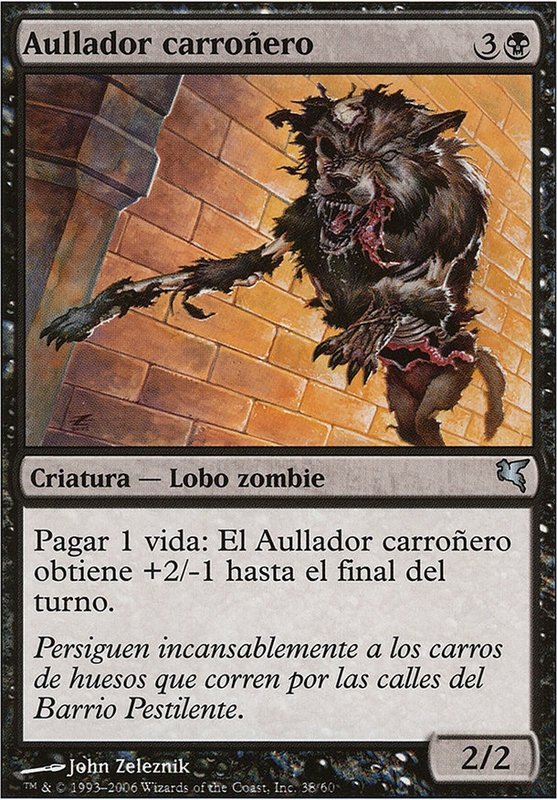 Aullador carroñero 3
Criatura — Lobo zombie
Pagar 1 vida: El Aullador carroñero
obtiene +2/-1 hasta el final del
turno.
Persiguen incansablemente a los carros
de huesos que corren por las calles del
Barrio Pestilente.
2/2
John Zeleznik
™ & © 1993–2006 Wizards of the Coast, Inc. 38/60